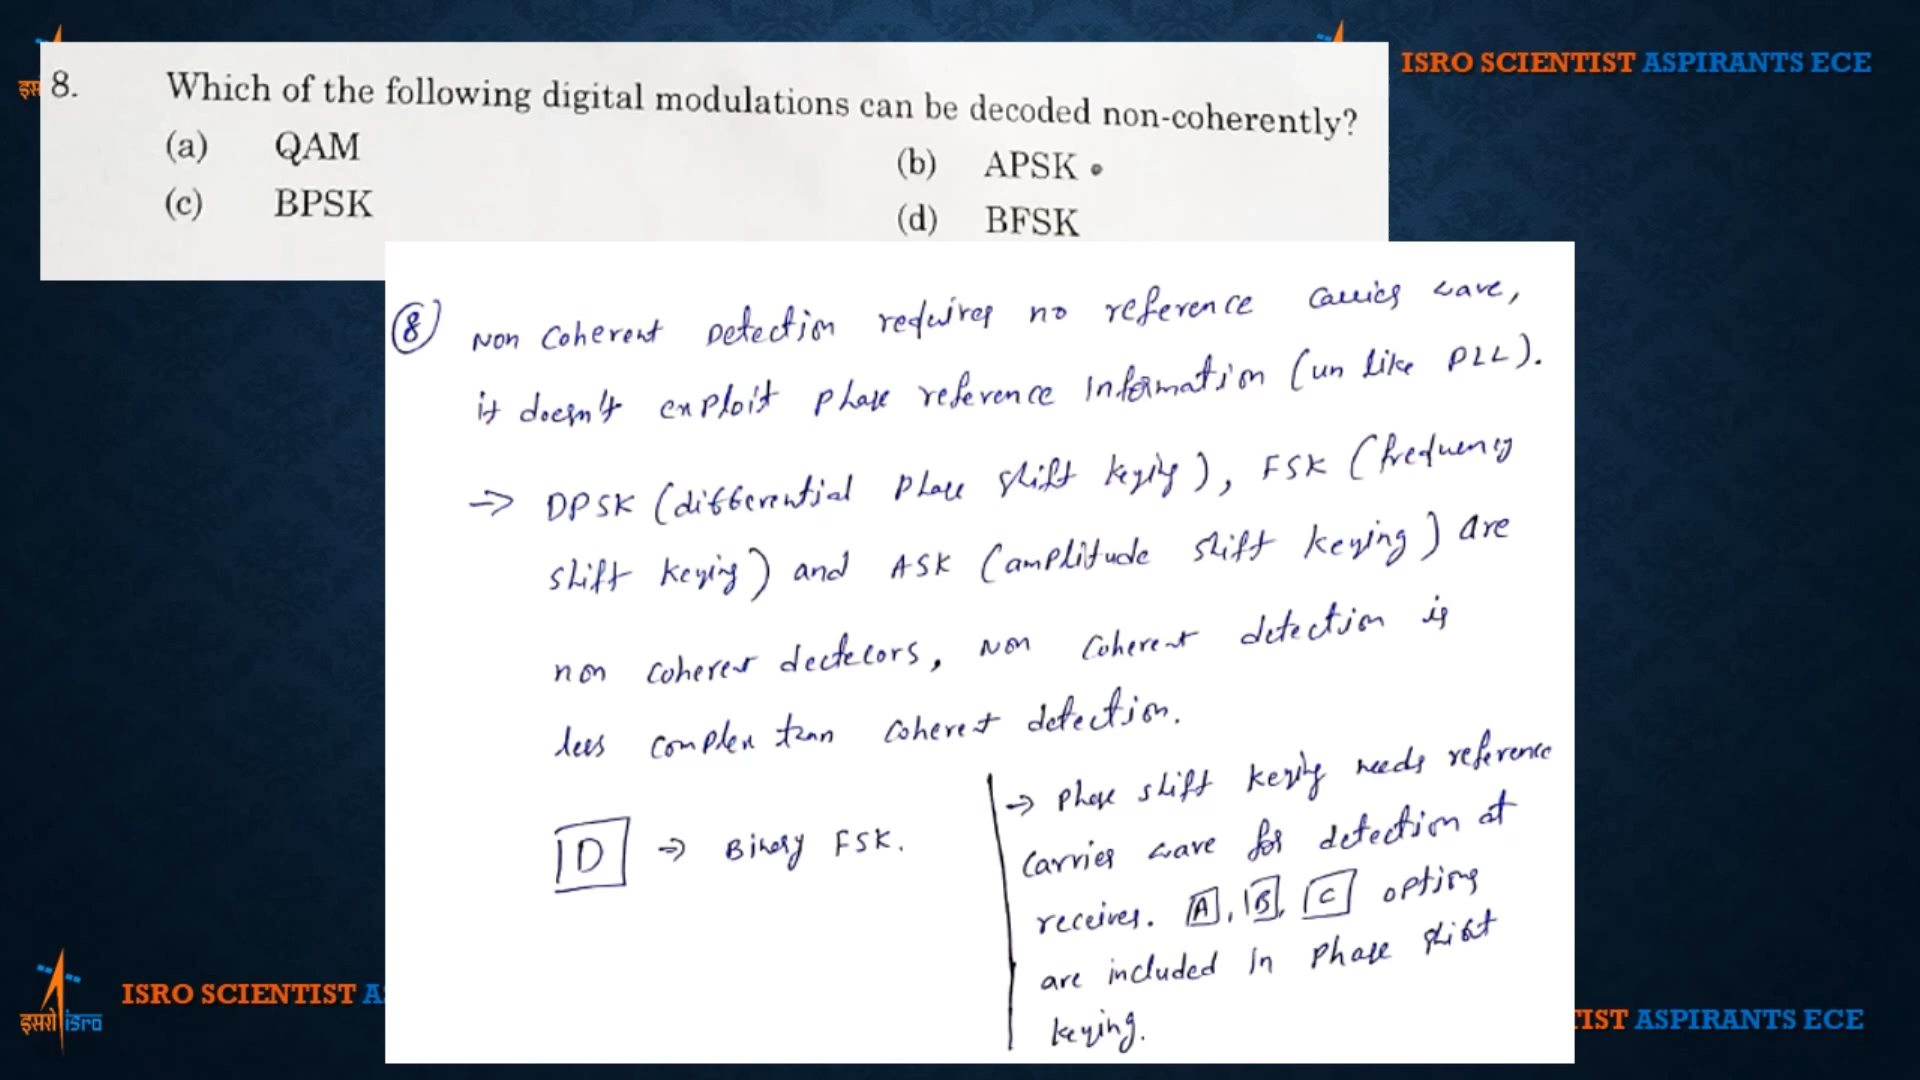 ISRO SCIENTIST ASPIRANTS ECE
8. Which of the following digital modulations can be decoded non-coherently?
(a) QAM
(b) APSK
(c) BPSK
(d) BFSK
8 Non Coherent Detection requires no reference carrier wave,
it doesn't exploit phase reference Information (un like PLL).
→ DPSK (differential Phase shift keying), FSK (frequency
shift keying) and ASK (amplitude shift keying) are
non coherent dectecors, Non Coherent detection is
less complex than coherent detection.
D ⇒ Binary FSK.
→ phase shift keying needs reference
carrier wave for detection at
receiver. A, B, C options
are included in Phase shift
keying.
इसरो isro
ISRO SCIENTIST A
TIST ASPIRANTS ECE